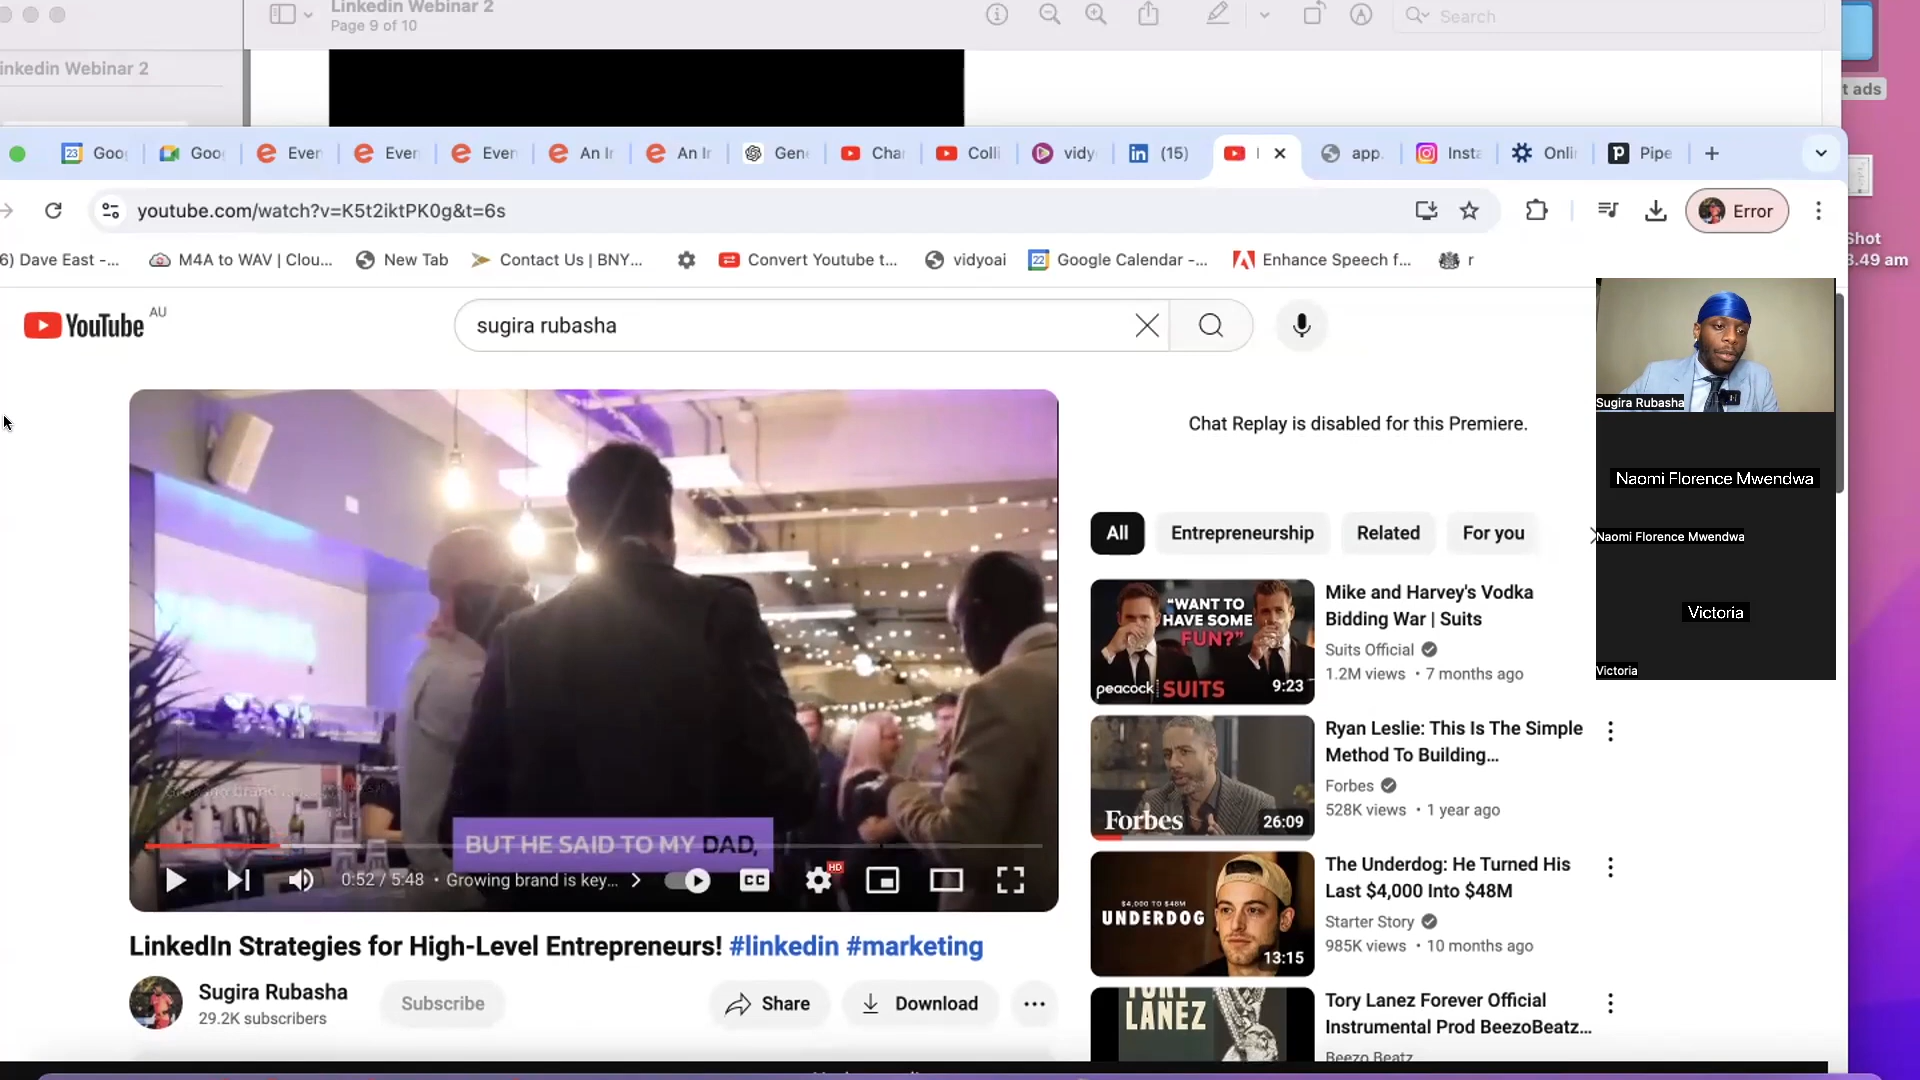 Linkedin Webinar 2
Page 9 of 10
Search
inkedin Webinar 2
t ads
Goo
Goo
Ever
Ever
Ever
An Ir
An Ir
Gen
Cha
Colli
vidy
(15)
app.
Insta
Onli
Pipe
youtube.com/watch?v=K5t2iktPK0g&t=6s
Error
Shot
3.49 am
6) Dave East -...
M4A to WAV | Clou...
New Tab
Contact Us | BNY...
Convert Youtube t...
vidyoai
Google Calendar -...
Enhance Speech f...
r
YouTube AU
sugira rubasha
Chat Replay is disabled for this Premiere.
Sugira Rubasha
Naomi Florence Mwendwa
Naomi Florence Mwendwa
Victoria
Victoria
All
Entrepreneurship
Related
For you
BUT HE SAID TO MY DAD,
0:52 / 5:48 • Growing brand is key...
CC
HD
LinkedIn Strategies for High-Level Entrepreneurs! #linkedin #marketing
Sugira Rubasha
29.2K subscribers
Subscribe
Share
Download
"WANT TO
HAVE SOME
FUN?"
peacock SUITS
9:23
Mike and Harvey's Vodka
Bidding War | Suits
Suits Official
1.2M views • 7 months ago
Forbes
26:09
Ryan Leslie: This Is The Simple
Method To Building...
Forbes
528K views • 1 year ago
$4,000 TO $48M
UNDERDOG
13:15
The Underdog: He Turned His
Last $4,000 Into $48M
Starter Story
985K views • 10 months ago
TORY
LANEZ
Tory Lanez Forever Official
Instrumental Prod BeezoBeatz...
Beezo Beatz